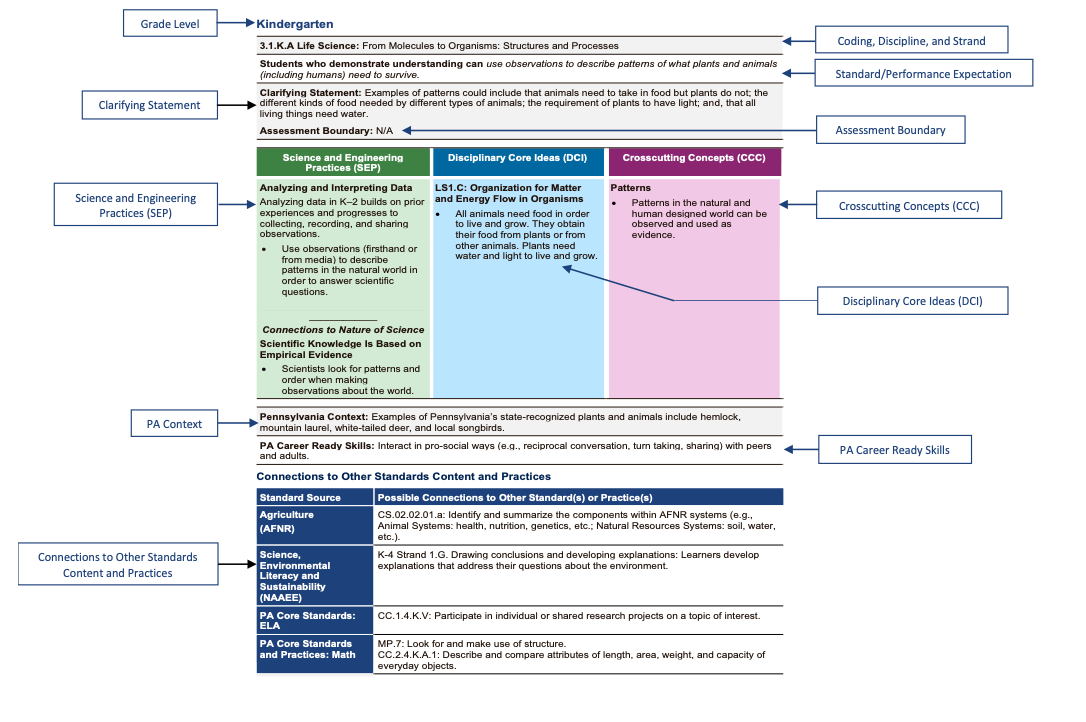 Grade Level
Kindergarten
3.1.K.A Life Science: From Molecules to Organisms: Structures and Processes
Coding, Discipline, and Strand
Students who demonstrate understanding can use observations to describe patterns of what plants and animals
(including humans) need to survive.
Standard/Performance Expectation
Clarifying Statement
Clarifying Statement: Examples of patterns could include that animals need to take in food but plants do not; the
different kinds of food needed by different types of animals; the requirement of plants to have light; and, that all
living things need water.
Assessment Boundary: N/A
Assessment Boundary
Science and Engineering
Practices (SEP)
Science and Engineering
Practices (SEP)
Analyzing and Interpreting Data
Analyzing data in K–2 builds on prior
experiences and progresses to
collecting, recording, and sharing
observations.
• Use observations (firsthand or
from media) to describe
patterns in the natural world in
order to answer scientific
questions.
Connections to Nature of Science
Scientific Knowledge Is Based on
Empirical Evidence
• Scientists look for patterns and
order when making
observations about the world.
Disciplinary Core Ideas (DCI)
LS1.C: Organization for Matter
and Energy Flow in Organisms
• All animals need food in order
to live and grow. They obtain
their food from plants or from
other animals. Plants need
water and light to live and grow.
Crosscutting Concepts (CCC)
Patterns
• Patterns in the natural and
human designed world can be
observed and used as
evidence.
Crosscutting Concepts (CCC)
Disciplinary Core Ideas (DCI)
PA Context
Pennsylvania Context: Examples of Pennsylvania's state-recognized plants and animals include hemlock,
mountain laurel, white-tailed deer, and local songbirds.
PA Career Ready Skills: Interact in pro-social ways (e.g., reciprocal conversation, turn taking, sharing) with peers
and adults.
PA Career Ready Skills
Connections to Other Standards Content and Practices
Connections to Other Standards
Content and Practices
Standard Source
Possible Connections to Other Standard(s) or Practice(s)
Agriculture
(AFNR)
CS.02.02.01.a: Identify and summarize the components within AFNR systems (e.g.,
Animal Systems: health, nutrition, genetics, etc.; Natural Resources Systems: soil, water,
etc.).
Science,
Environmental
Literacy and
Sustainability
(NAAEE)
K-4 Strand 1.G. Drawing conclusions and developing explanations: Learners develop
explanations that address their questions about the environment.
PA Core Standards:
ELA
CC.1.4.K.V: Participate in individual or shared research projects on a topic of interest.
PA Core Standards
and Practices: Math
MP.7: Look for and make use of structure.
CC.2.4.K.A.1: Describe and compare attributes of length, area, weight, and capacity of
everyday objects.